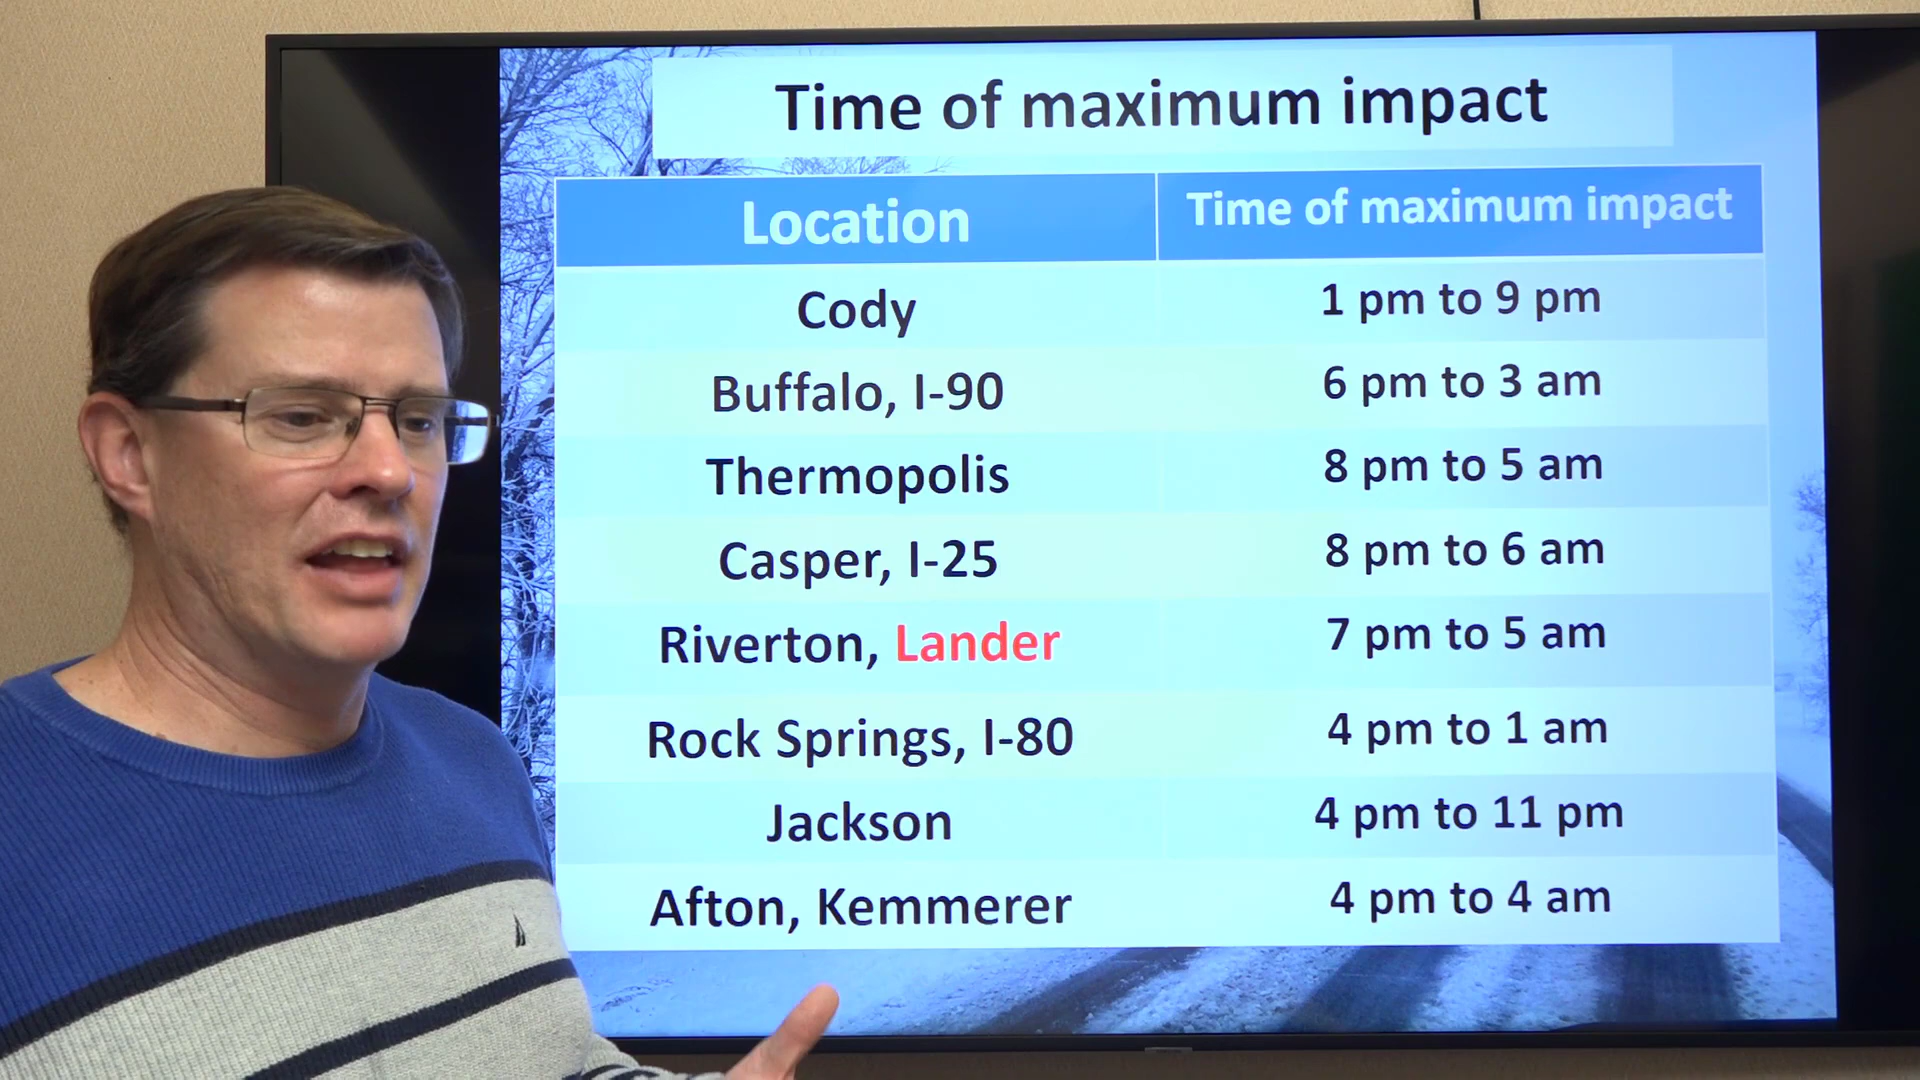 Time of maximum impact
Location Time of maximum impact
Cody 1 pm to 9 pm
Buffalo, I-90 6 pm to 3 am
Thermopolis 8 pm to 5 am
Casper, I-25 8 pm to 6 am
Riverton, Lander 7 pm to 5 am
Rock Springs, I-80 4 pm to 1 am
Jackson 4 pm to 11 pm
Afton, Kemmerer 4 pm to 4 am